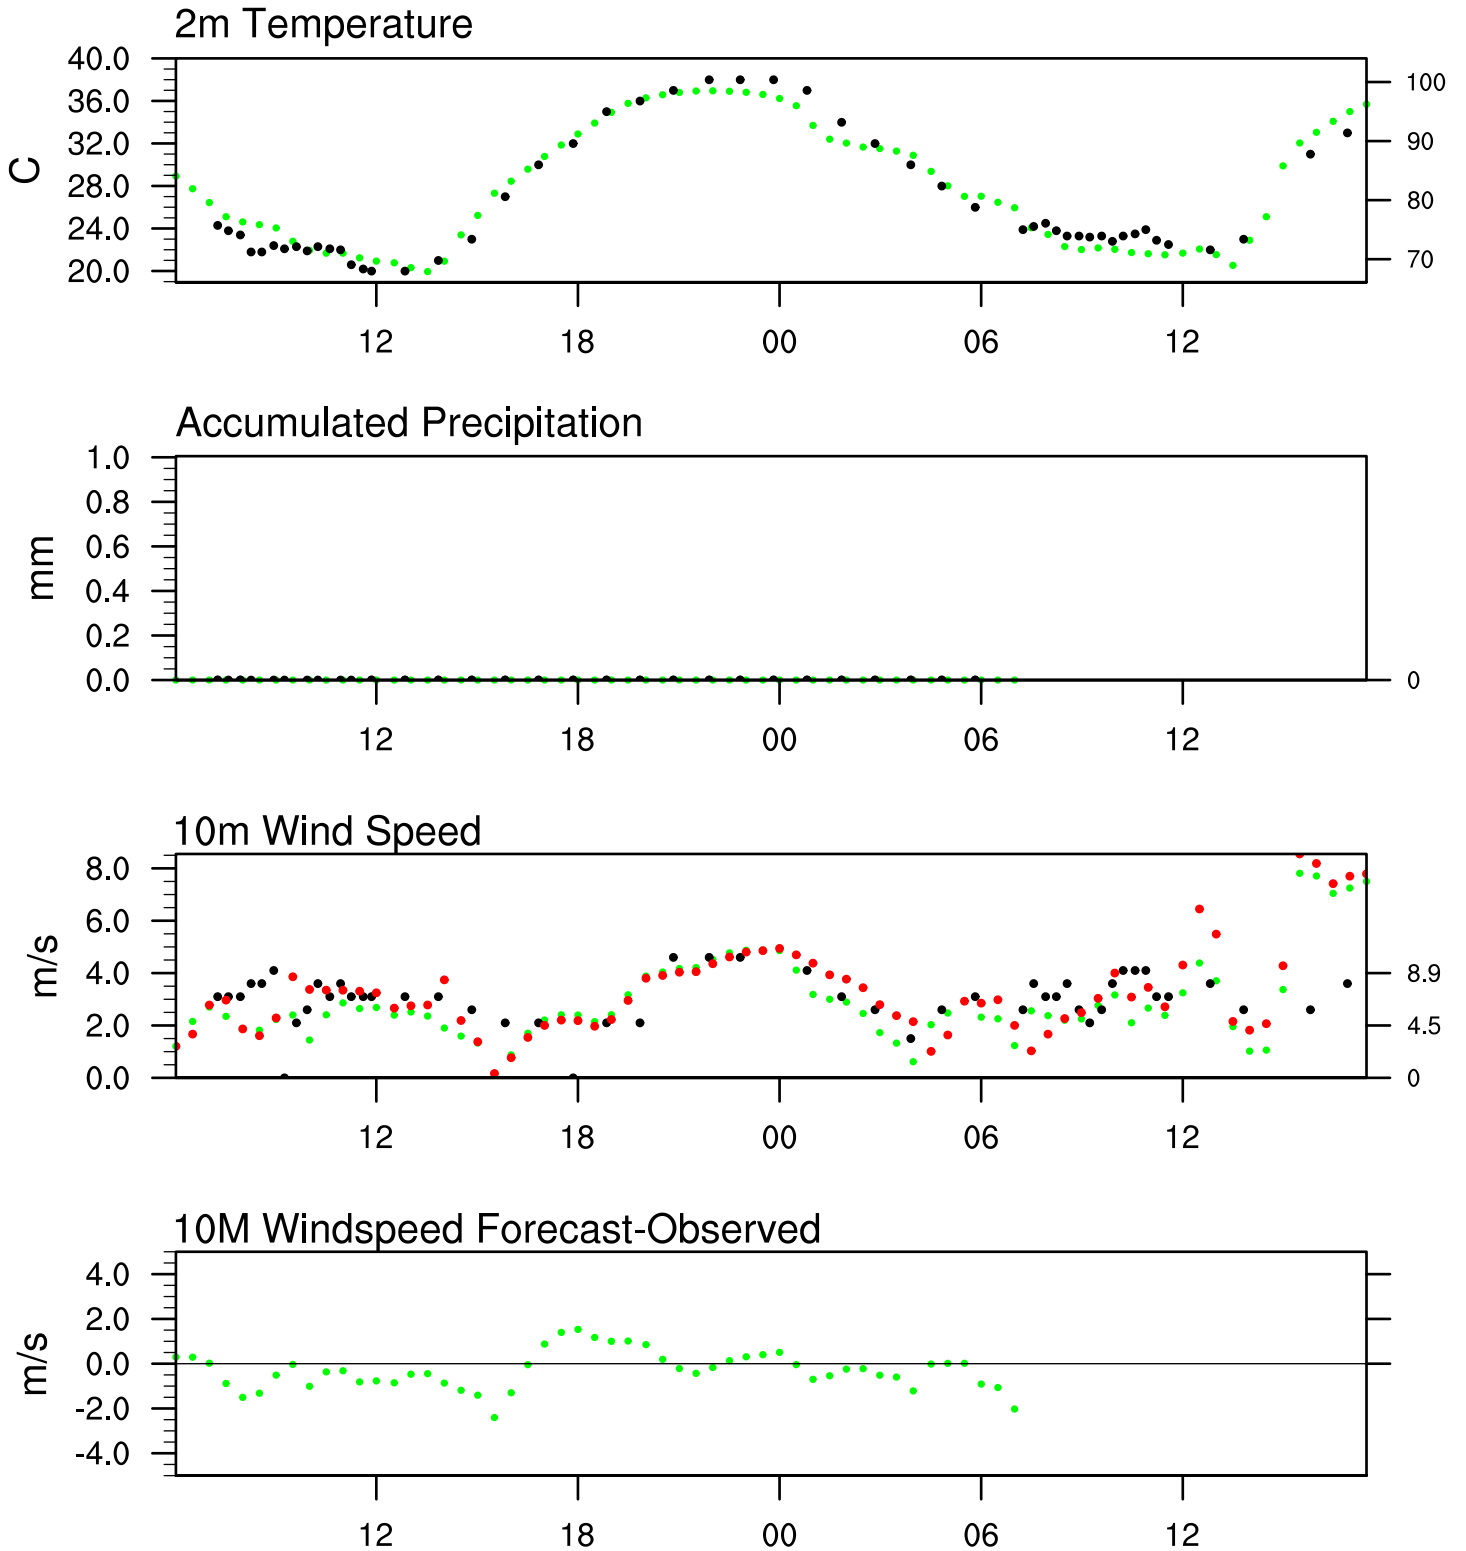 2m Temperature
40.0
36.0
32.0
28.0
24.0
20.0
C
100
90
80
70
12 18 00 06 12
Accumulated Precipitation
1.0
0.8
0.6
0.4
0.2
0.0
mm
0
12 18 00 06 12
10m Wind Speed
8.0
6.0
4.0
2.0
0.0
m/s
8.9
4.5
0
12 18 00 06 12
10M Windspeed Forecast-Observed
4.0
2.0
0.0
-2.0
-4.0
m/s
12 18 00 06 12